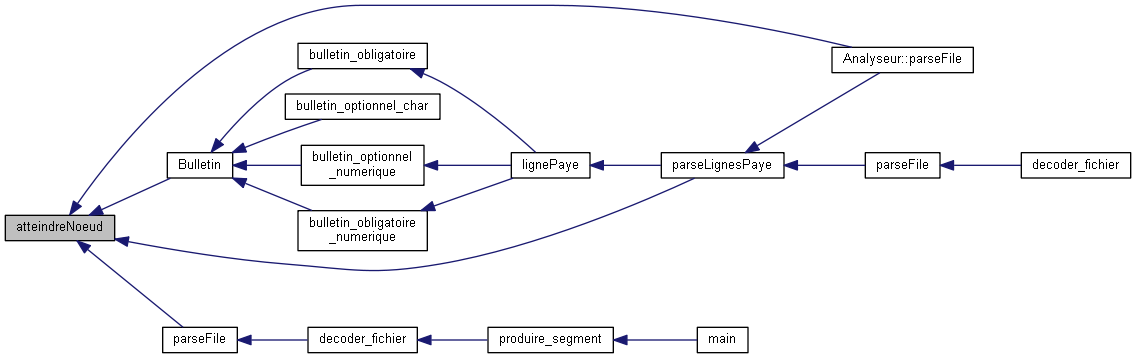 bulletin_obligatoire
Analyseur::parseFile
bulletin_optionnel_char
Bulletin
bulletin_optionnel
_numerique
lignePaye
parseLignesPaye
parseFile
decoder_fichier
atteindreNoeud
bulletin_obligatoire
_numerique
parseFile
decoder_fichier
produire_segment
main